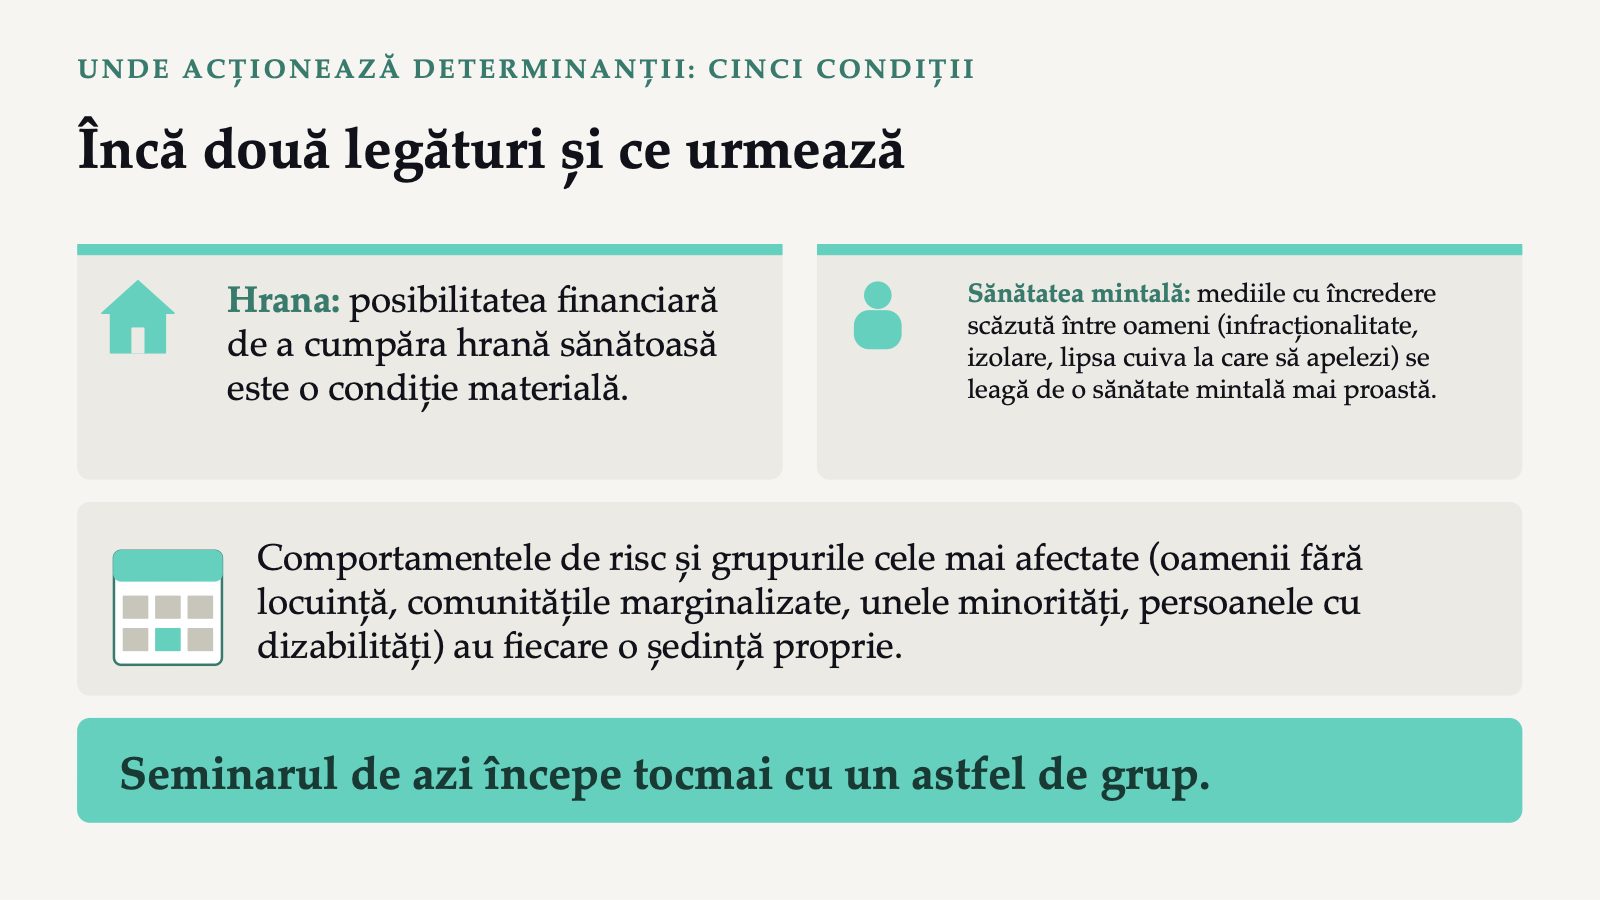 UNDE ACȚIONEAZĂ DETERMINANȚII: CINCI CONDIȚII
Încă două legături și ce urmează
Hrana: posibilitatea financiară
de a cumpăra hrană sănătoasă
este o condiție materială.
Sănătatea mintală: mediile cu încredere
scăzută între oameni (infracționalitate,
izolare, lipsa cuiva la care să apelezi) se
leagă de o sănătate mintală mai proastă.
Comportamentele de risc și grupurile cele mai afectate (oamenii fără
locuință, comunitățile marginalizate, unele minorități, persoanele cu
dizabilități) au fiecare o ședință proprie.
Seminarul de azi începe tocmai cu un astfel de grup.